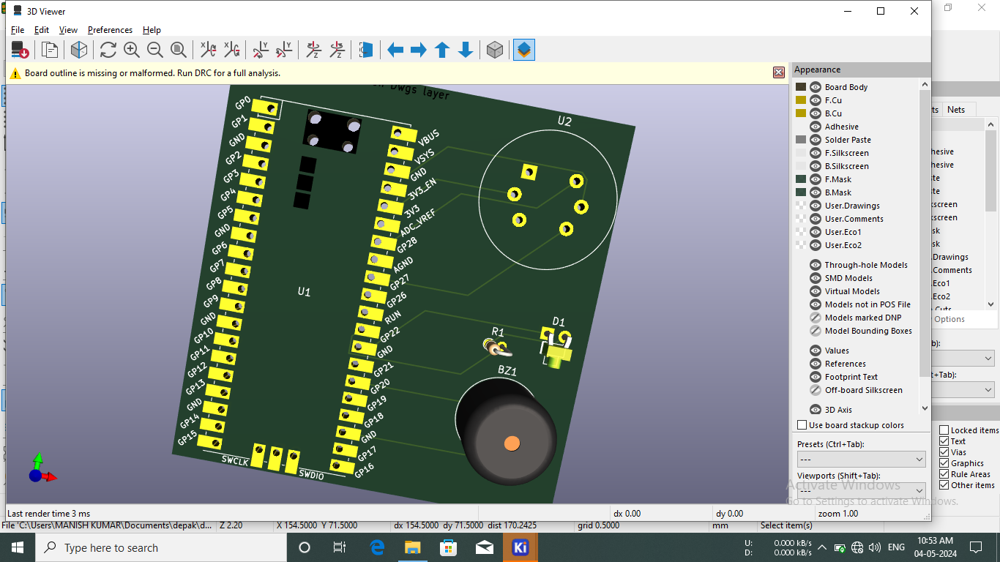 3D Viewer
File Edit View Preferences Help
Board outline is missing or malformed. Run DRC for a full analysis.
Dwgs layer
GP0
GP1
GND
GP2
GP3
GP4
GP5
GND
GP6
GP7
GP8
GP9
GND
GP10
GP11
GP12
GP13
GND
GP14
GP15
SWCLK
SWDIO
U1
VBUS
VSYS
GND
3V3_EN
3V3
ADC_VREF
GP28
AGND
GP27
GP26
RUN
GP22
GND
GP21
GP20
GP19
GP18
GND
GP17
GP16
U2
D1
R1
BZ1
Appearance
Board Body
F.Cu
B.Cu
Adhesive
Solder Paste
F.Silkscreen
B.Silkscreen
F.Mask
B.Mask
User.Drawings
User.Comments
User.Eco1
User.Eco2
Through-hole Models
SMD Models
Virtual Models
Models not in POS File
Models marked DNP
Model Bounding Boxes
Values
References
Footprint Text
Off-board Silkscreen
3D Axis
Use board stackup colors
Presets (Ctrl+Tab):
---
Viewports (Shift+Tab):
---
ts Nets
hesive
hesive
ste
ste
kscreen
kscreen
sk
sk
.Drawings
.Comments
.Eco1
.Eco2
.Cuts
y Options
b):
t+Tab):
Locked items
Text
Vias
Graphics
Rule Areas
Other items
Activate Windows
Go to Settings to activate Windows.
Last render time 3 ms dx 0.00 dy 0.00 zoom 1.00
File 'C:\Users\MANISH KUMAR\Documents\depak\d... Z 2.20 X 154.5000 Y 71.5000 dx 154.5000 dy 71.5000 dist 170.2425 grid 0.5000 mm Select item(s)
Type here to search
Ki
U: 0.000 kB/s
D: 0.000 kB/s
ENG
10:53 AM
04-05-2024